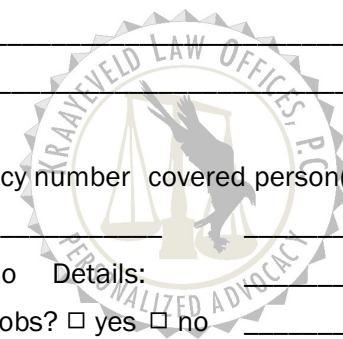 KRAAYEVELD LAW OFFICES, P.C.
cy number covered person(
o Details:
obs? □ yes □ no
PERSONALIZED ADVOCACY